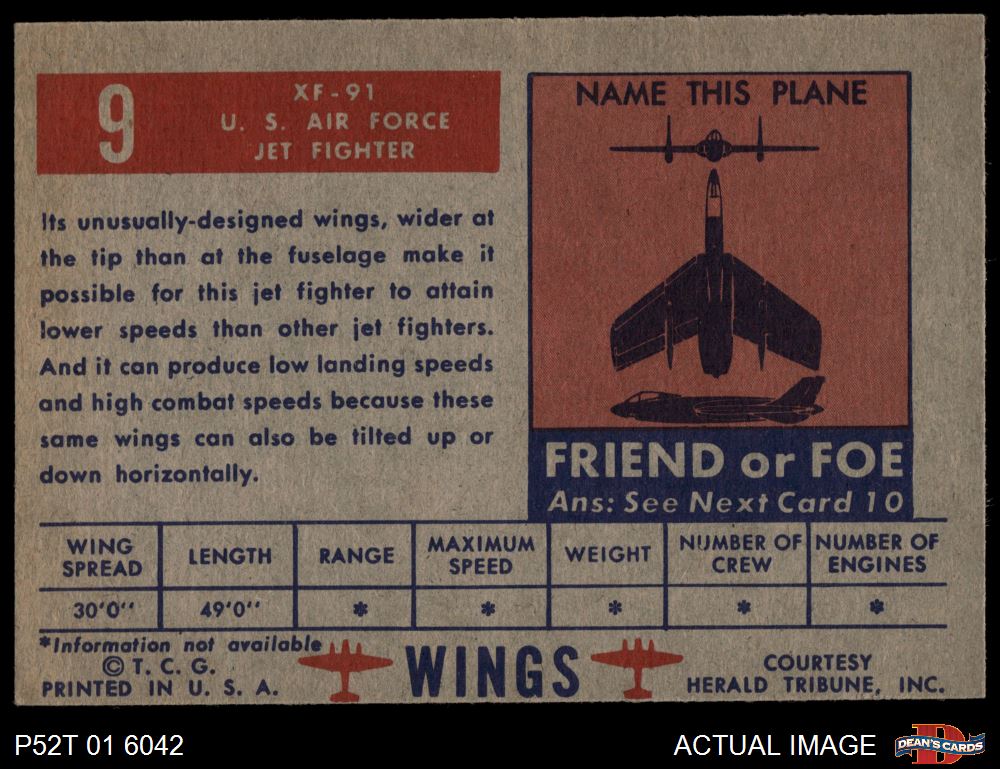 9
XF-91
U. S. AIR FORCE
JET FIGHTER
Its unusually-designed wings, wider at
the tip than at the fuselage make it
possible for this jet fighter to attain
lower speeds than other jet fighters.
And it can produce low landing speeds
and high combat speeds because these
same wings can also be tilted up or
down horizontally.
NAME THIS PLANE
FRIEND or FOE
Ans: See Next Card 10
WING SPREAD LENGTH RANGE MAXIMUM SPEED WEIGHT NUMBER OF CREW NUMBER OF ENGINES
30'0'' 49'0'' * * * * *
*Information not available
© T. C. G.
PRINTED IN U. S. A.
WINGS
COURTESY
HERALD TRIBUNE, INC.
P52T 01 6042
ACTUAL IMAGE
D
DEAN'S CARDS